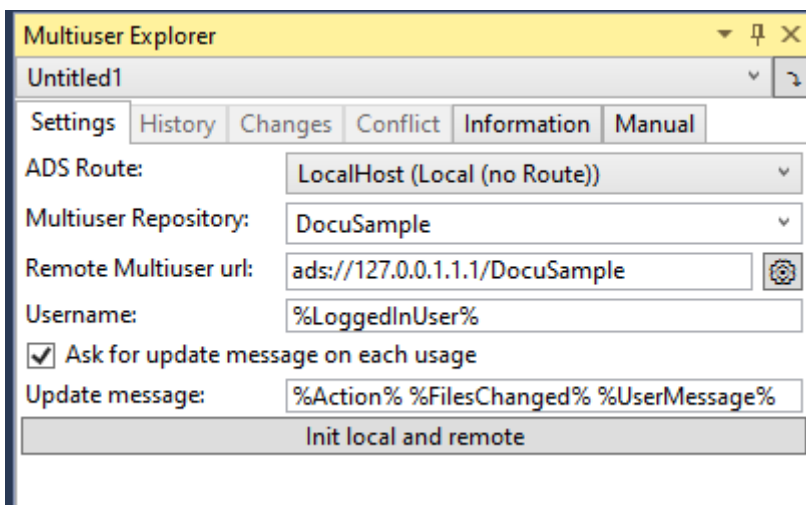 Multiuser Explorer
Untitled1
Settings History Changes Conflict Information Manual
ADS Route: LocalHost (Local (no Route))
Multiuser Repository: DocuSample
Remote Multiuser url: ads://127.0.0.1.1.1/DocuSample
Username: %LoggedInUser%
Ask for update message on each usage
Update message: %Action% %FilesChanged% %UserMessage%
Init local and remote